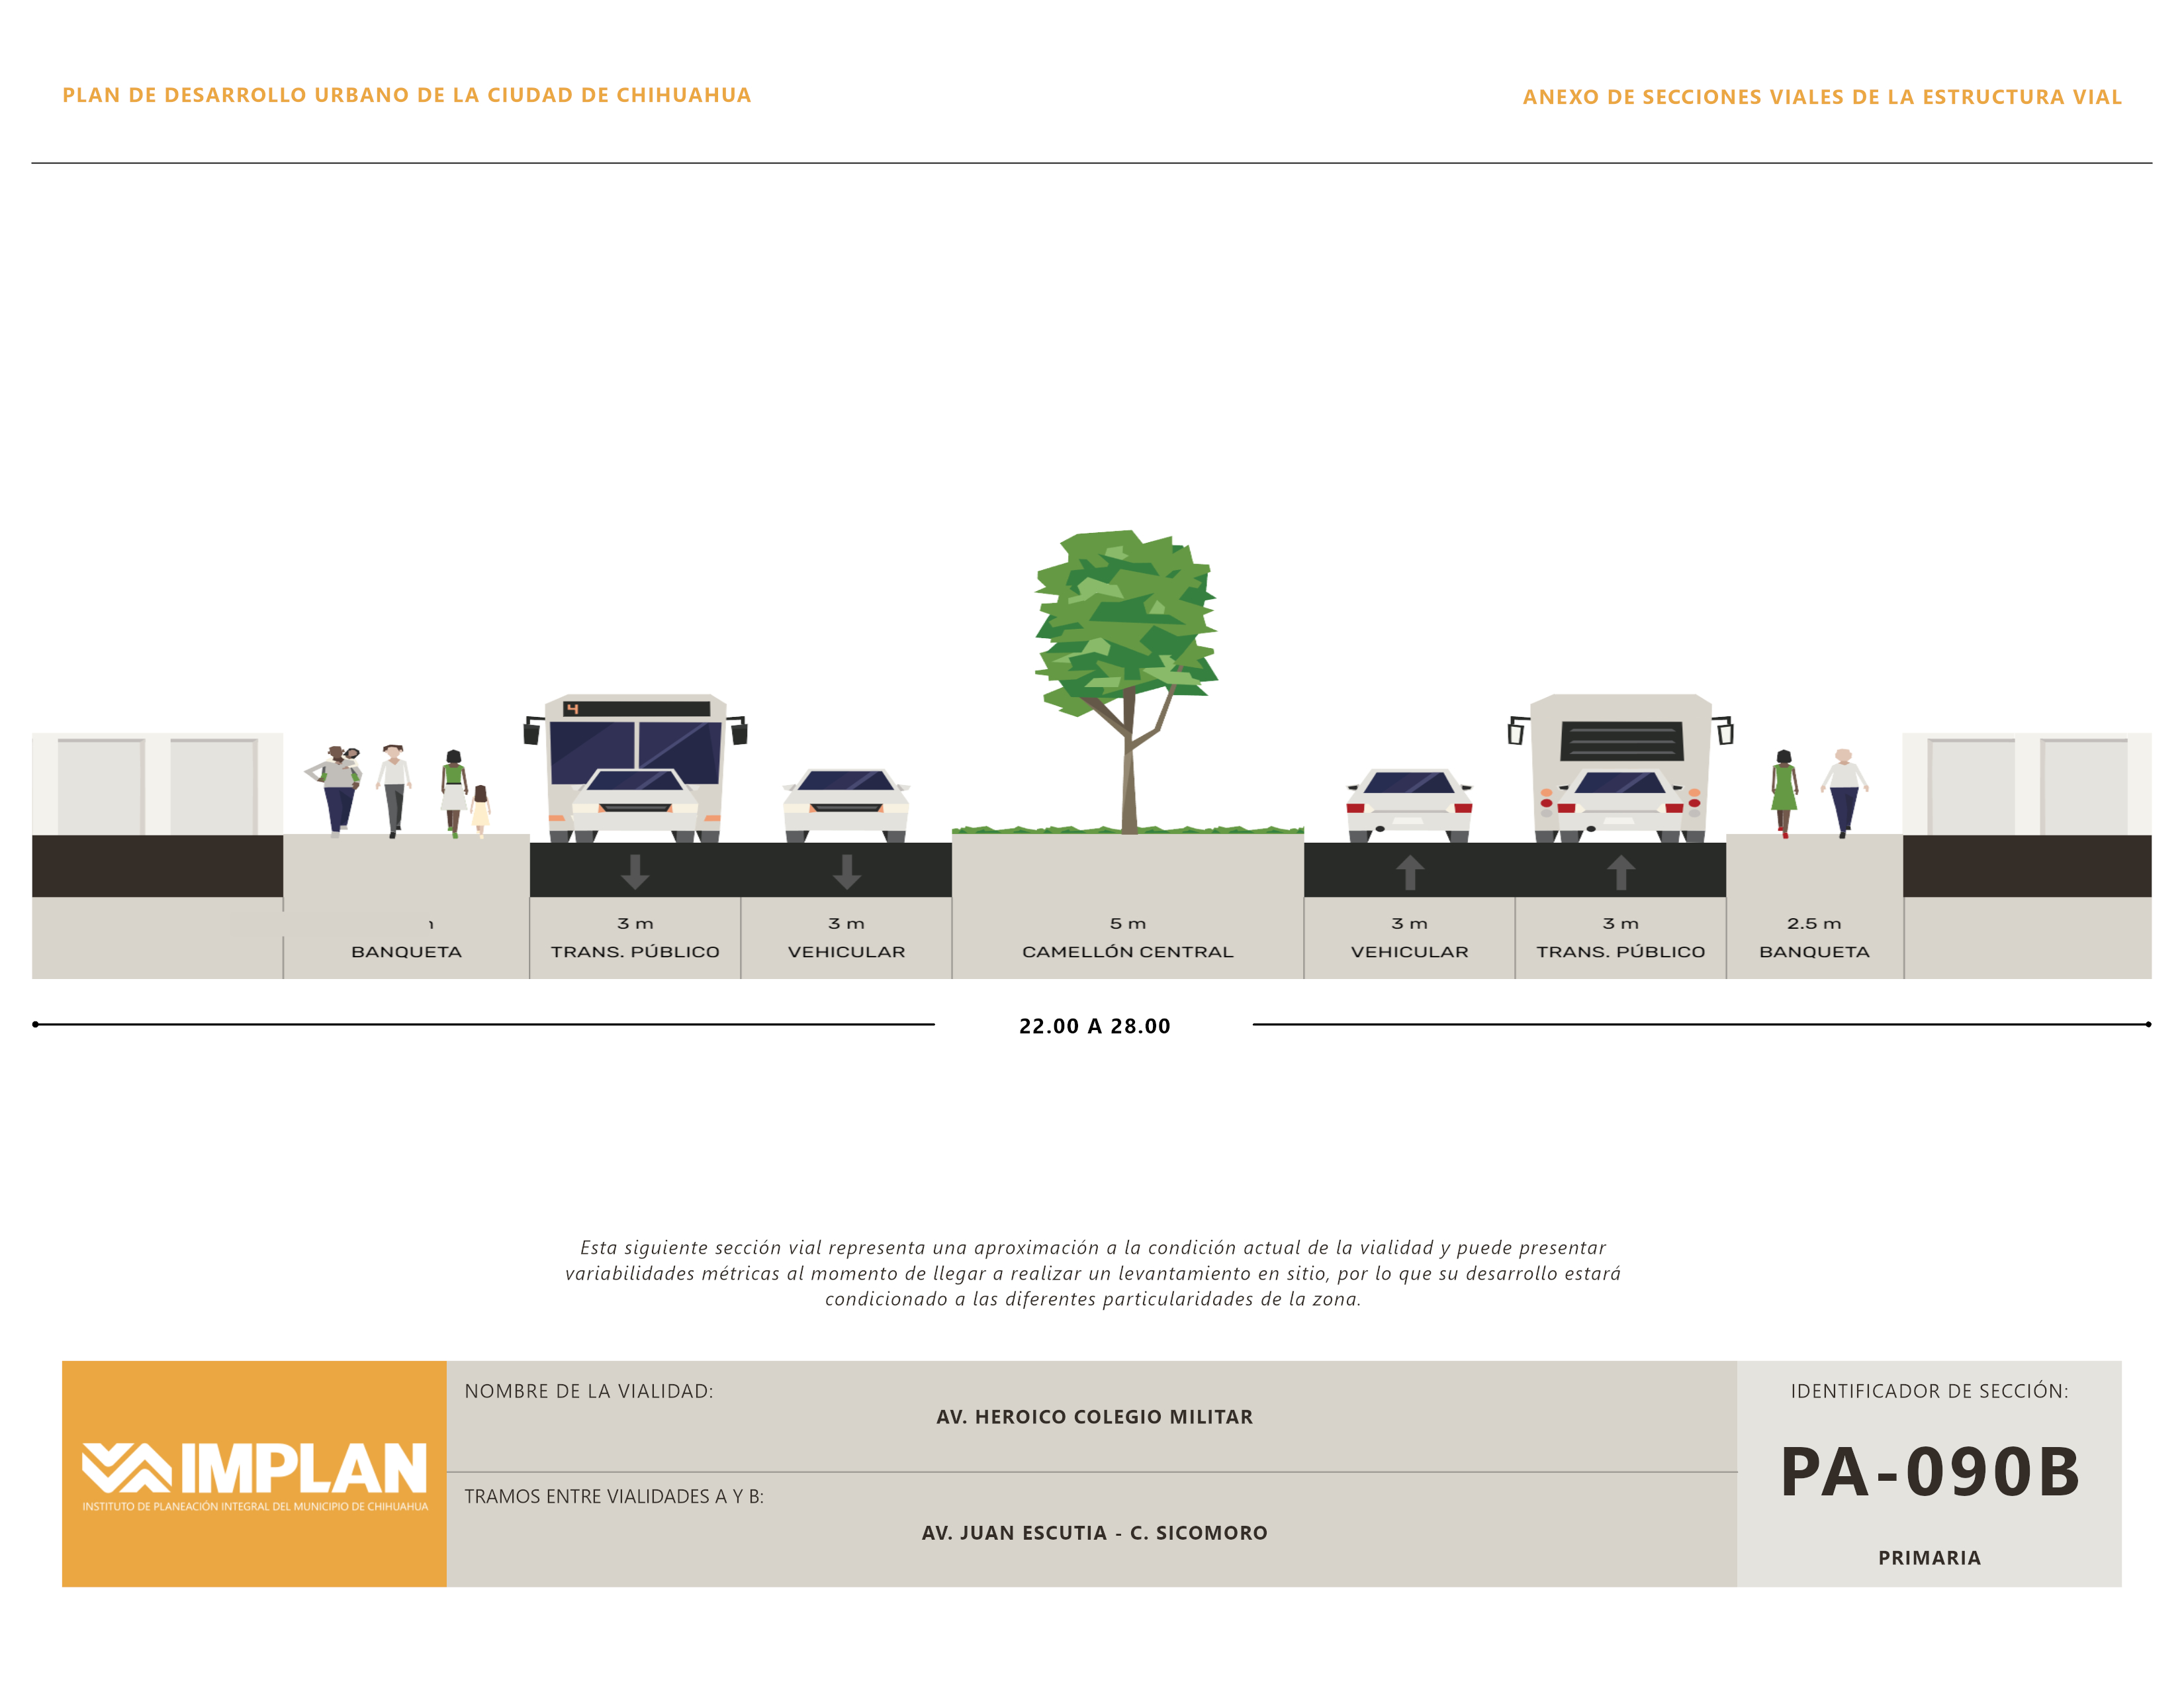 PLAN DE DESARROLLO URBANO DE LA CIUDAD DE CHIHUAHUA
ANEXO DE SECCIONES VIALES DE LA ESTRUCTURA VIAL
4
3 m
3 m
5 m
3 m
3 m
2.5 m
BANQUETA
TRANS. PÚBLICO
VEHICULAR
CAMELLÓN CENTRAL
VEHICULAR
TRANS. PÚBLICO
BANQUETA
22.00 A 28.00
Esta siguiente sección vial representa una aproximación a la condición actual de la vialidad y puede presentar
variabilidades métricas al momento de llegar a realizar un levantamiento en sitio, por lo que su desarrollo estará
condicionado a las diferentes particularidades de la zona.
IMPLAN
INSTITUTO DE PLANEACIÓN INTEGRAL DEL MUNICIPIO DE CHIHUAHUA
NOMBRE DE LA VIALIDAD:
AV. HEROICO COLEGIO MILITAR
TRAMOS ENTRE VIALIDADES A Y B:
AV. JUAN ESCUTIA - C. SICOMORO
IDENTIFICADOR DE SECCIÓN:
PA-090B
PRIMARIA